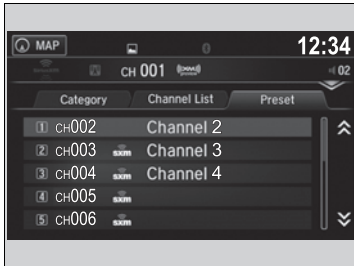 MAP 12:34
CH 001 02
Category Channel List Preset
1 CH002 Channel 2
2 CH003 sxm Channel 3
3 CH004 sxm Channel 4
4 CH005 sxm
5 CH006 sxm